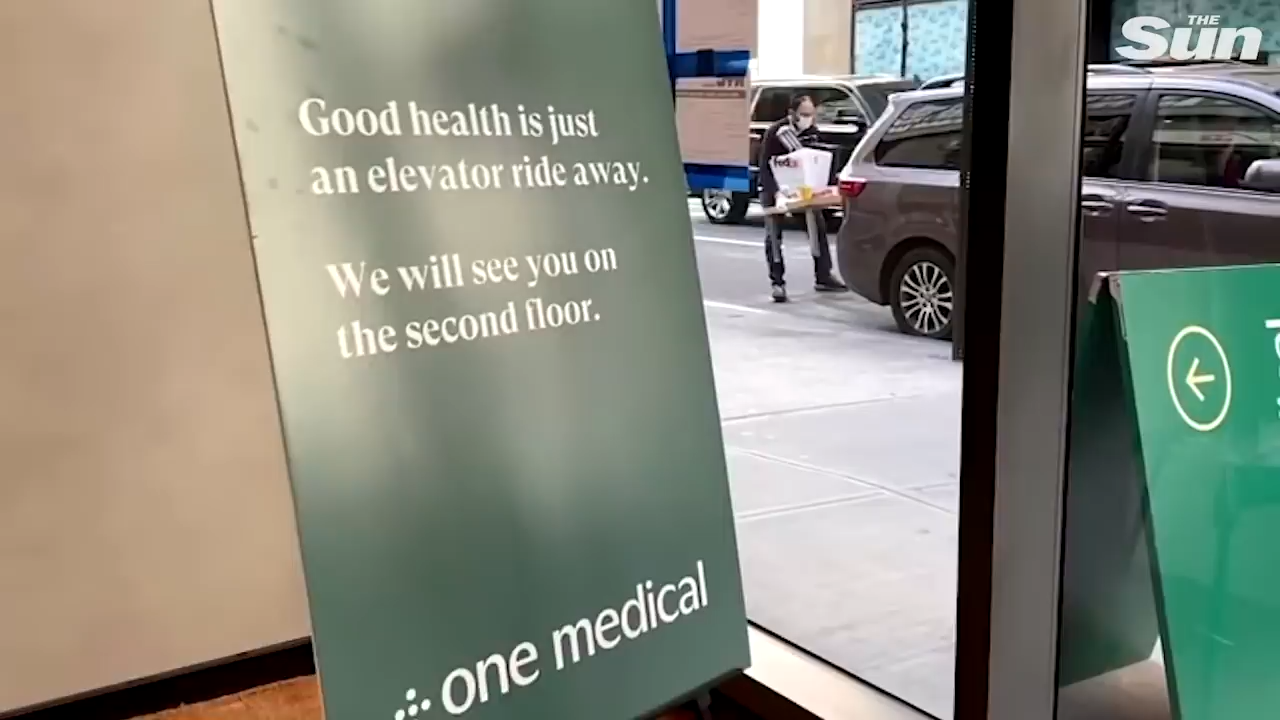 THE
Sun
Good health is just
an elevator ride away.
We will see you on
the second floor.
one medical
FedEx